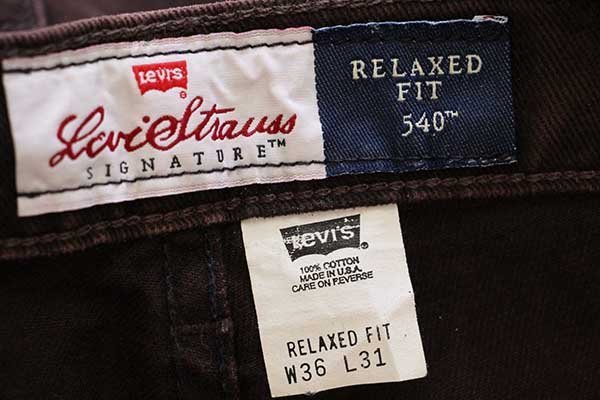 Levi's
®
Levi Strauss
SIGNATURE™
RELAXED
FIT
540™
Levi's
®
100% COTTON
MADE IN U.S.A.
CARE ON REVERSE
RELAXED FIT
W36 L31